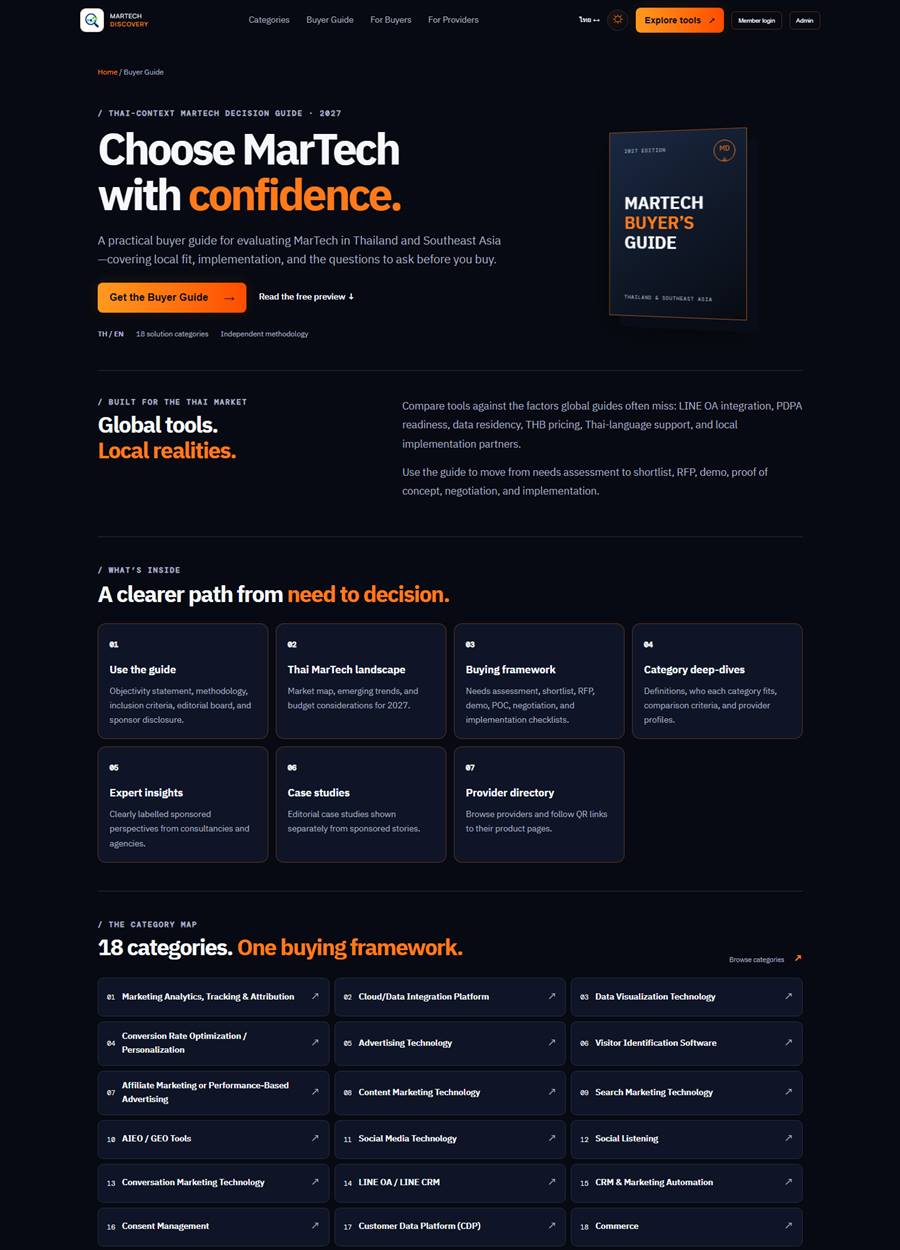 MARTECH
DISCOVERY
Categories
Buyer Guide
For Buyers
For Providers
ไทย ↔
Explore tools ↗
Member login
Admin
Home / Buyer Guide
/ THAI-CONTEXT MARTECH DECISION GUIDE · 2027
Choose MarTech
with confidence.
A practical buyer guide for evaluating MarTech in Thailand and Southeast Asia
—covering local fit, implementation, and the questions to ask before you buy.
Get the Buyer Guide →
Read the free preview ↓
TH / EN
18 solution categories
Independent methodology
2027 EDITION
MD
MARTECH
BUYER’S
GUIDE
THAILAND & SOUTHEAST ASIA
/ BUILT FOR THE THAI MARKET
Global tools.
Local realities.
Compare tools against the factors global guides often miss: LINE OA integration, PDPA
readiness, data residency, THB pricing, Thai-language support, and local
implementation partners.
Use the guide to move from needs assessment to shortlist, RFP, demo, proof of
concept, negotiation, and implementation.
/ WHAT’S INSIDE
A clearer path from need to decision.
01
Use the guide
Objectivity statement, methodology,
inclusion criteria, editorial board, and
sponsor disclosure.
02
Thai MarTech landscape
Market map, emerging trends, and
budget considerations for 2027.
03
Buying framework
Needs assessment, shortlist, RFP,
demo, POC, negotiation, and
implementation checklists.
04
Category deep-dives
Definitions, who each category fits,
comparison criteria, and provider
profiles.
05
Expert insights
Clearly labelled sponsored
perspectives from consultancies and
agencies.
06
Case studies
Editorial case studies shown
separately from sponsored stories.
07
Provider directory
Browse providers and follow QR links
to their product pages.
/ THE CATEGORY MAP
18 categories. One buying framework.
Browse categories ↗
01 Marketing Analytics, Tracking & Attribution ↗
02 Cloud/Data Integration Platform ↗
03 Data Visualization Technology ↗
04 Conversion Rate Optimization /
Personalization ↗
05 Advertising Technology ↗
06 Visitor Identification Software ↗
07 Affiliate Marketing or Performance-Based
Advertising ↗
08 Content Marketing Technology ↗
09 Search Marketing Technology ↗
10 AIEO / GEO Tools ↗
11 Social Media Technology ↗
12 Social Listening ↗
13 Conversation Marketing Technology ↗
14 LINE OA / LINE CRM ↗
15 CRM & Marketing Automation ↗
16 Consent Management ↗
17 Customer Data Platform (CDP) ↗
18 Commerce ↗